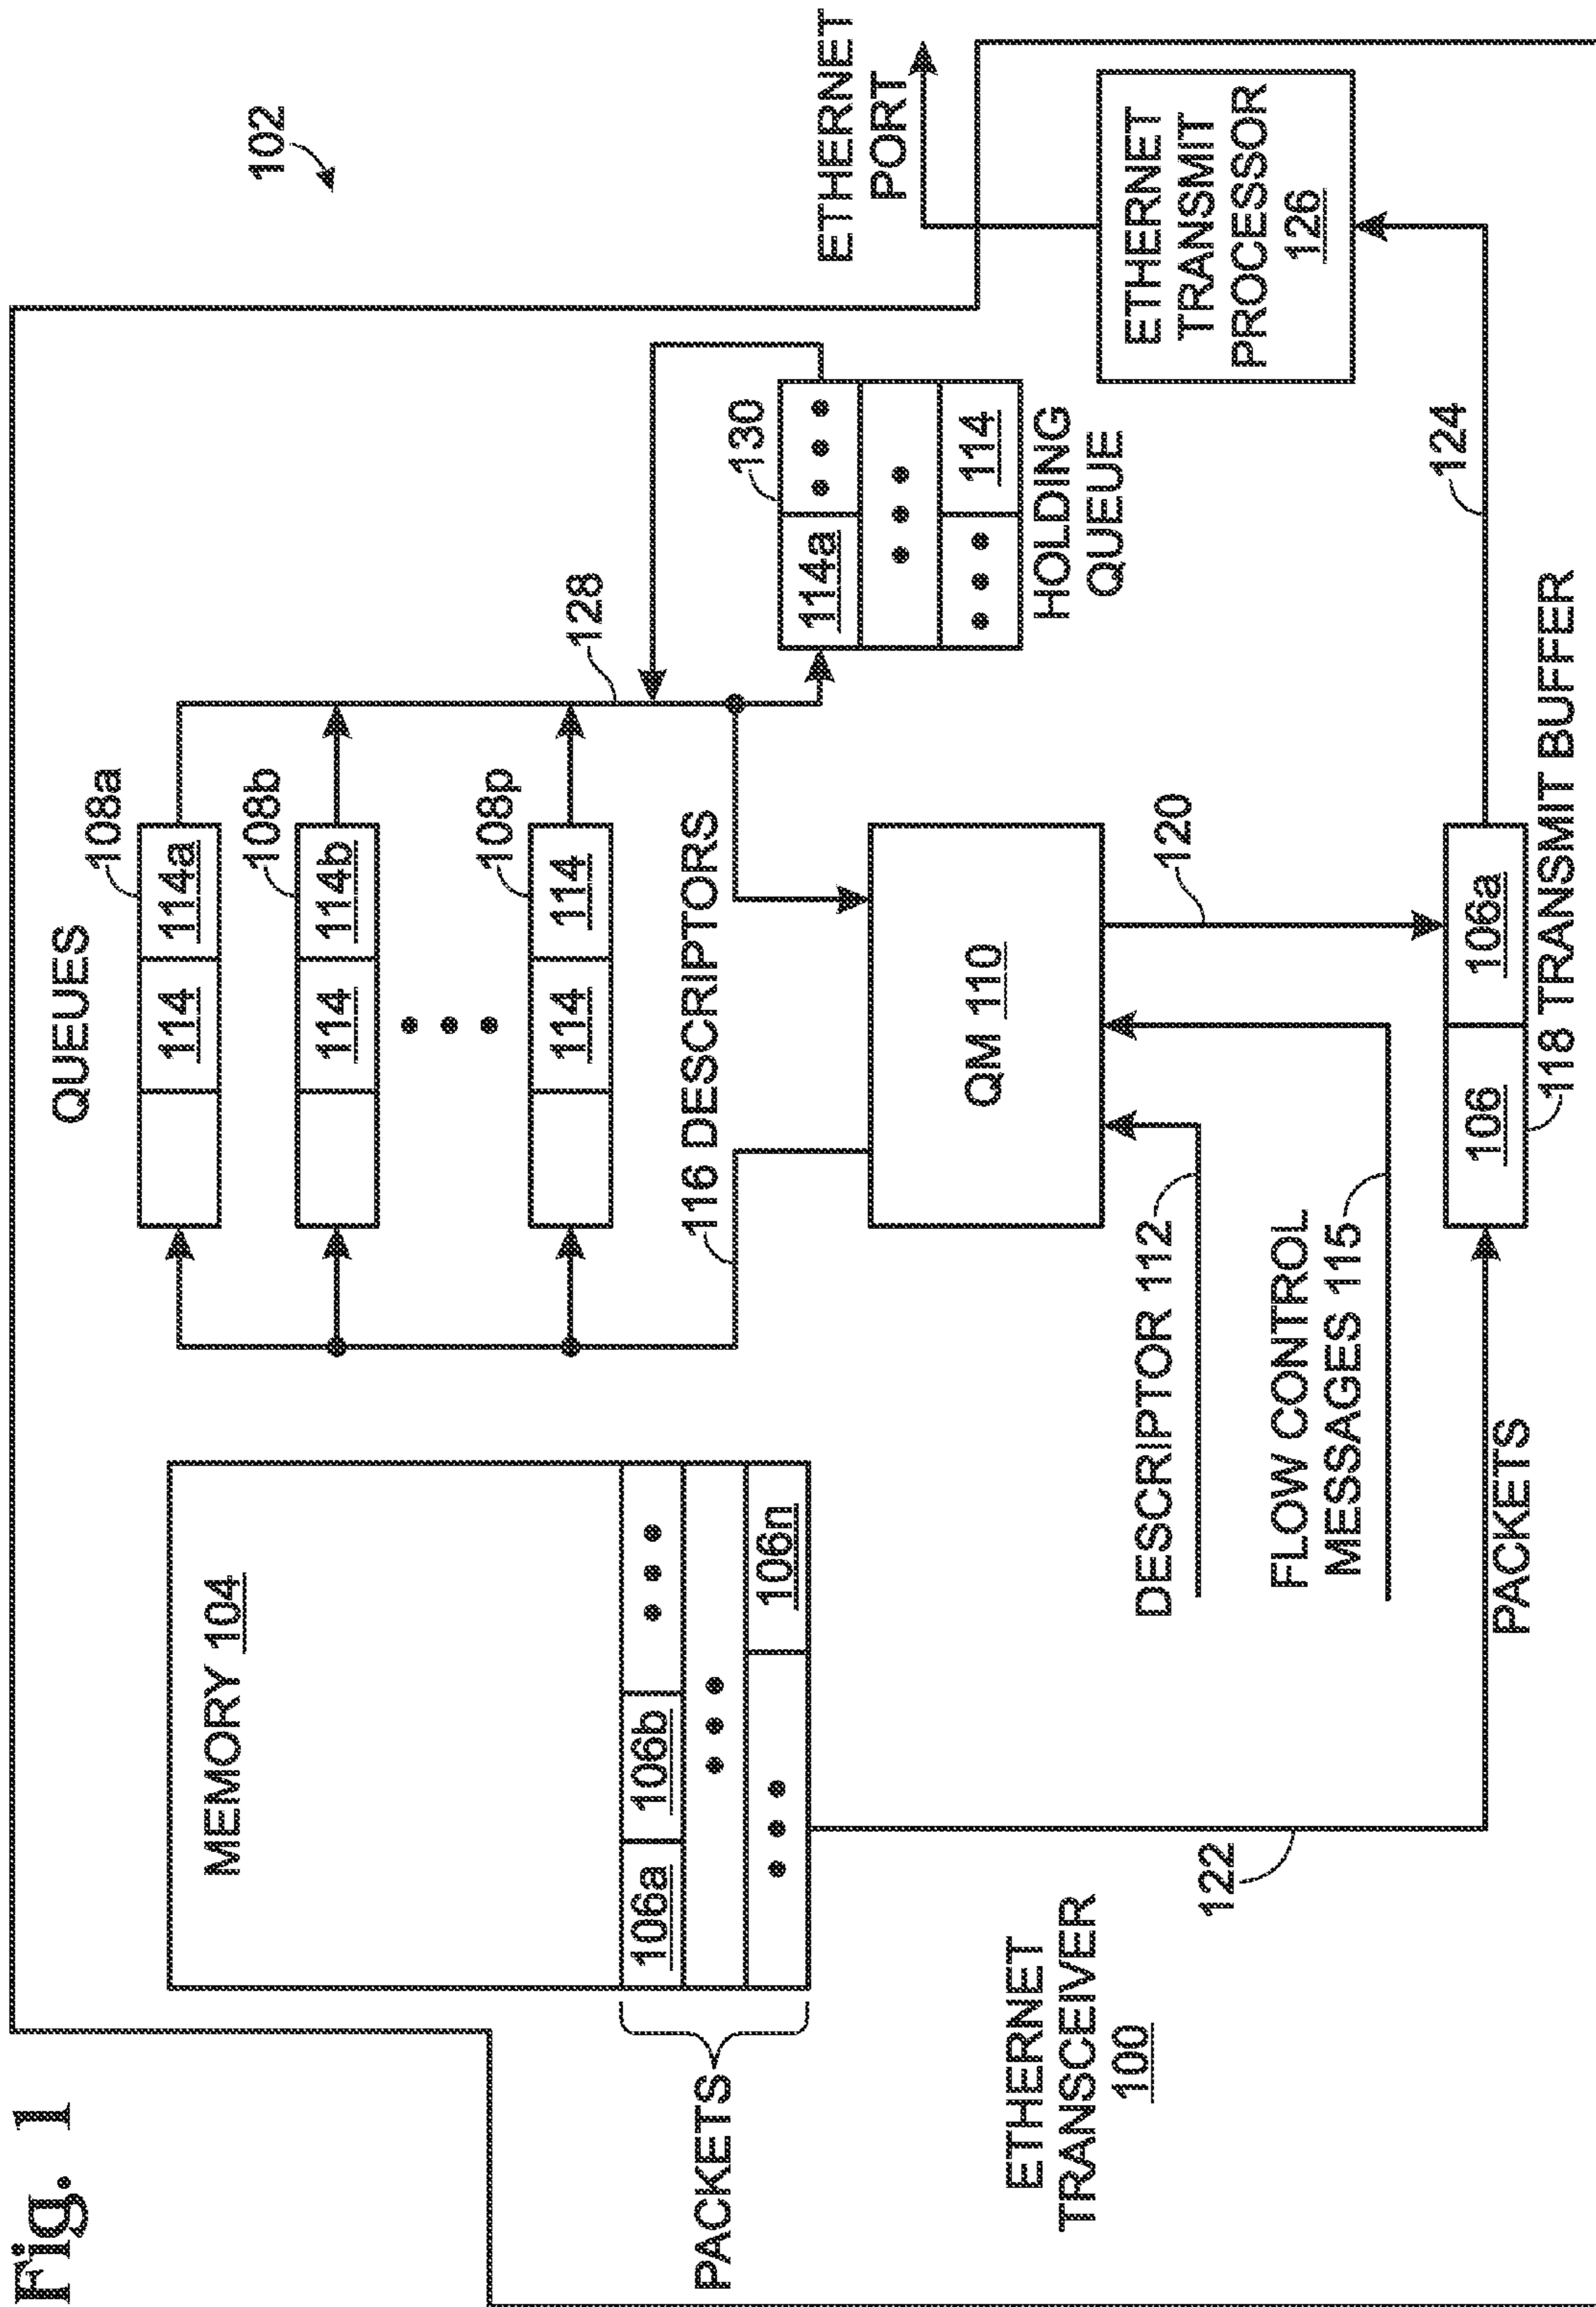 Fig. 1
102
QUEUES
108a
114
114a
108b
114
114b
108p
114
114
MEMORY 104
106a
106b
106n
PACKETS
116 DESCRIPTORS
128
130
114a
114
HOLDING
QUEUE
ETHERNET
PORT
QM 110
DESCRIPTOR 112
FLOW CONTROL
MESSAGES 115
120
ETHERNET
TRANSMIT
PROCESSOR
126
ETHERNET
TRANSCEIVER
100
122
PACKETS
106
106a
118 TRANSMIT BUFFER
124